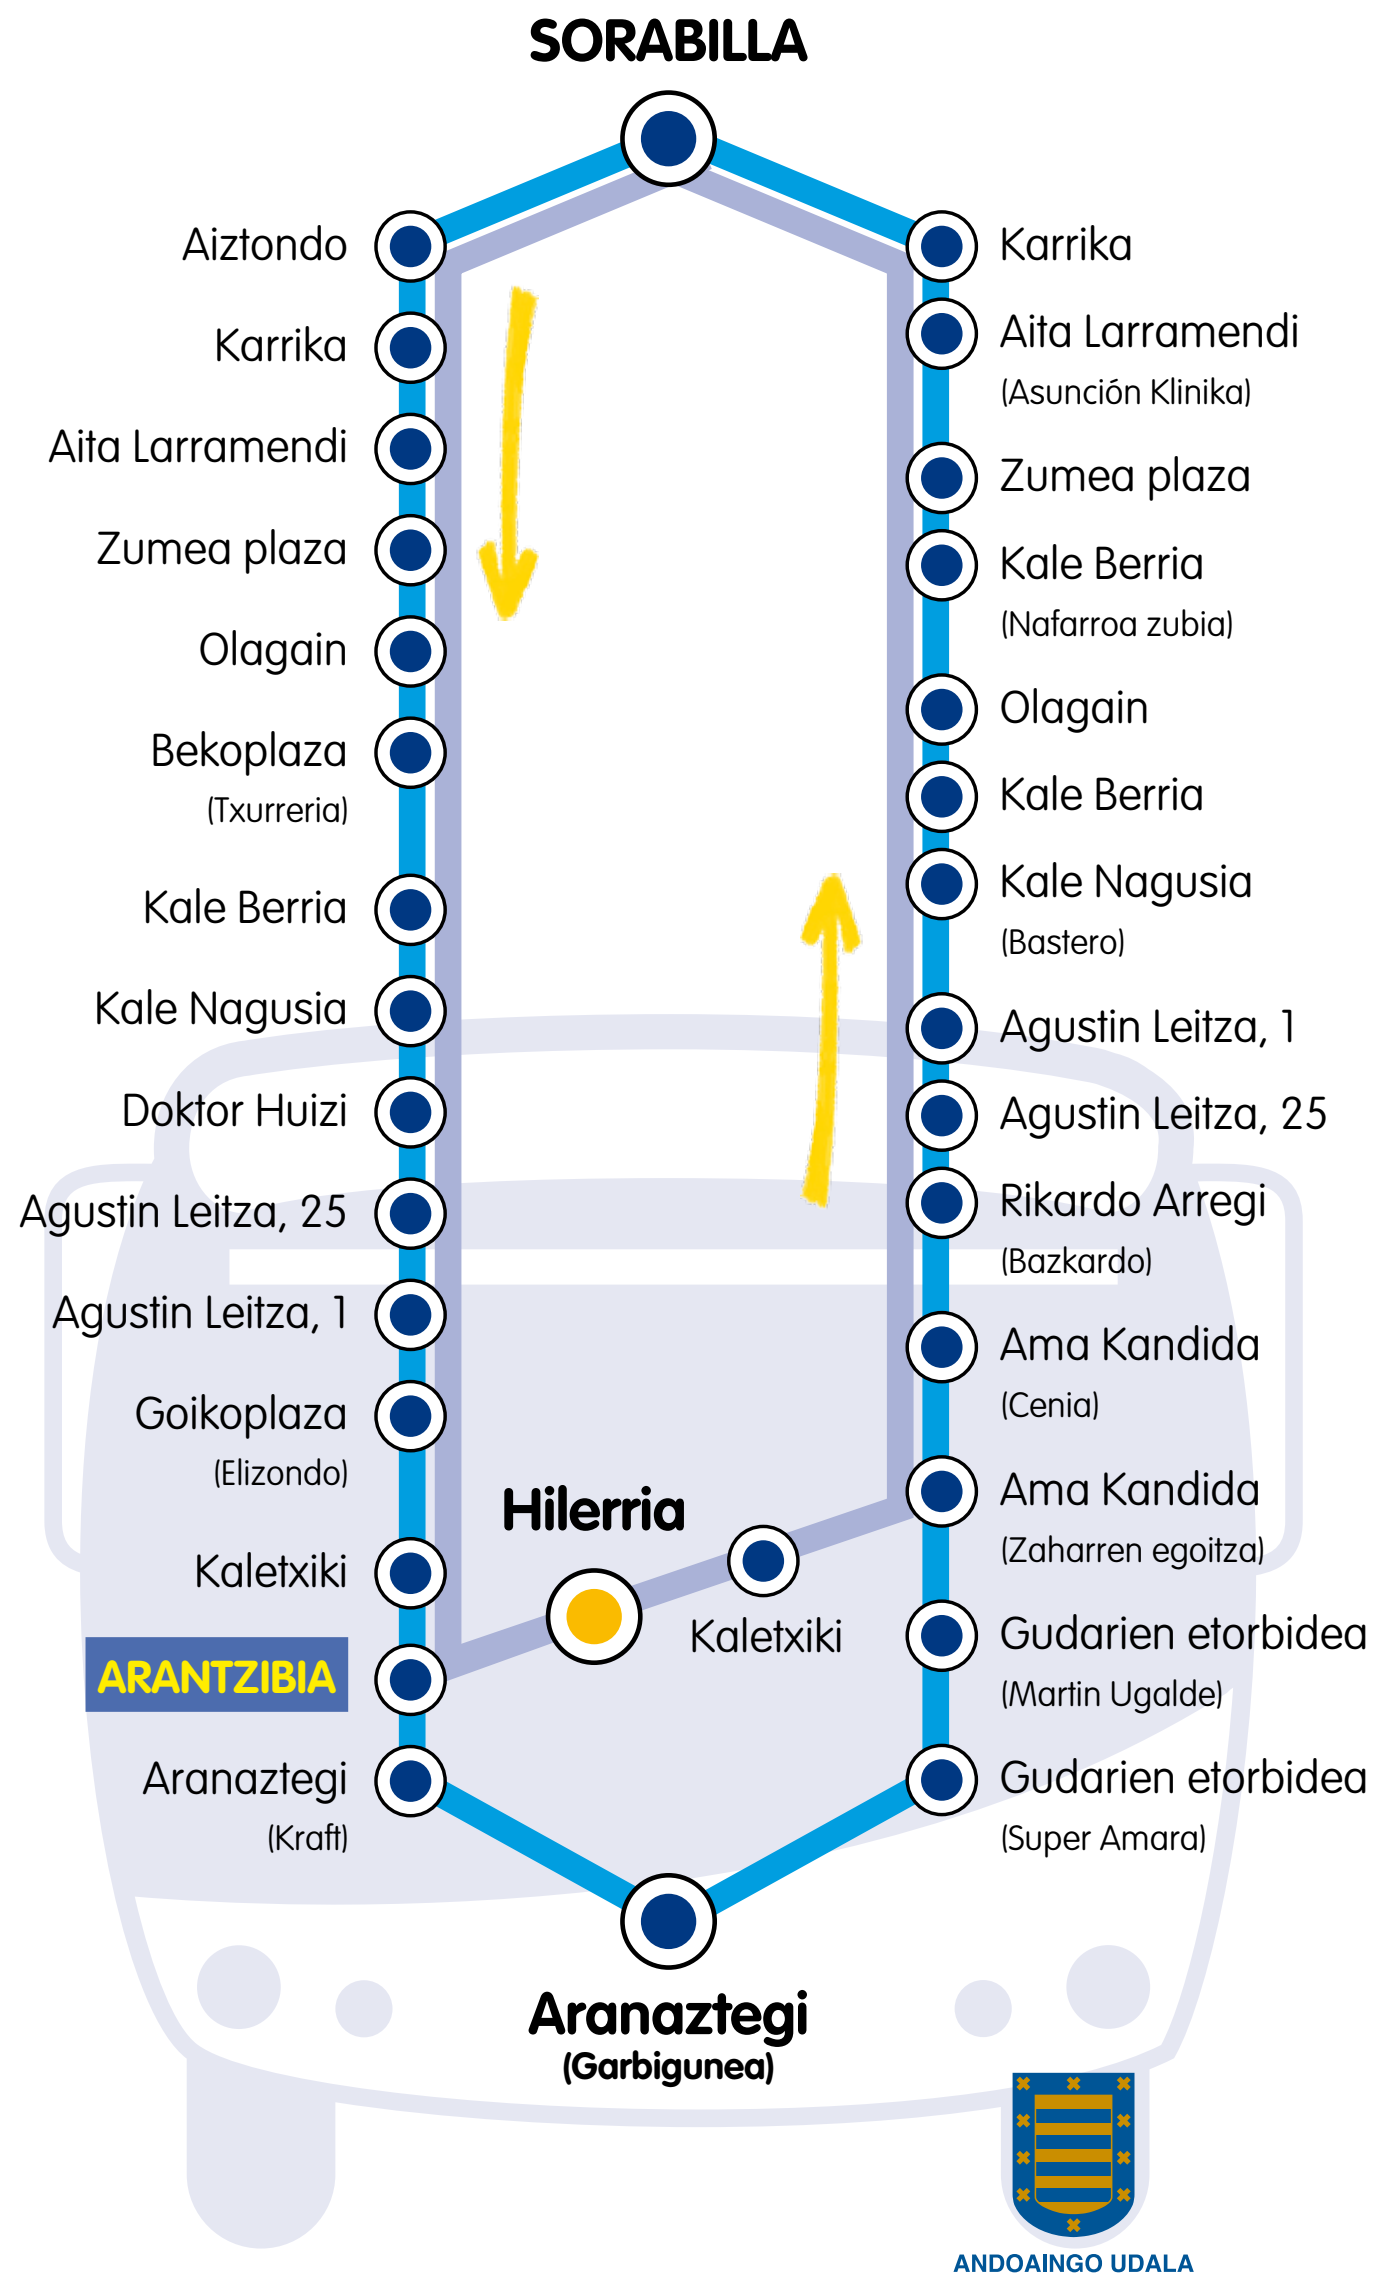 SORABILLA
Aiztondo
Karrika
Aita Larramendi
Zumea plaza
Olagain
Bekoplaza
(Txurreria)
Kale Berria
Kale Nagusia
Doktor Huizi
Agustin Leitza, 25
Agustin Leitza, 1
Goikoplaza
(Elizondo)
Kaletxiki
ARANTZIBIA
Aranaztegi
(Kraft)
Hilerria
Kaletxiki
Karrika
Aita Larramendi
(Asunción Klinika)
Zumea plaza
Kale Berria
(Nafarroa zubia)
Olagain
Kale Berria
Kale Nagusia
(Bastero)
Agustin Leitza, 1
Agustin Leitza, 25
Rikardo Arregi
(Bazkardo)
Ama Kandida
(Cenia)
Ama Kandida
(Zaharren egoitza)
Gudarien etorbidea
(Martin Ugalde)
Gudarien etorbidea
(Super Amara)
Aranaztegi
(Garbigunea)
ANDOAINGO UDALA